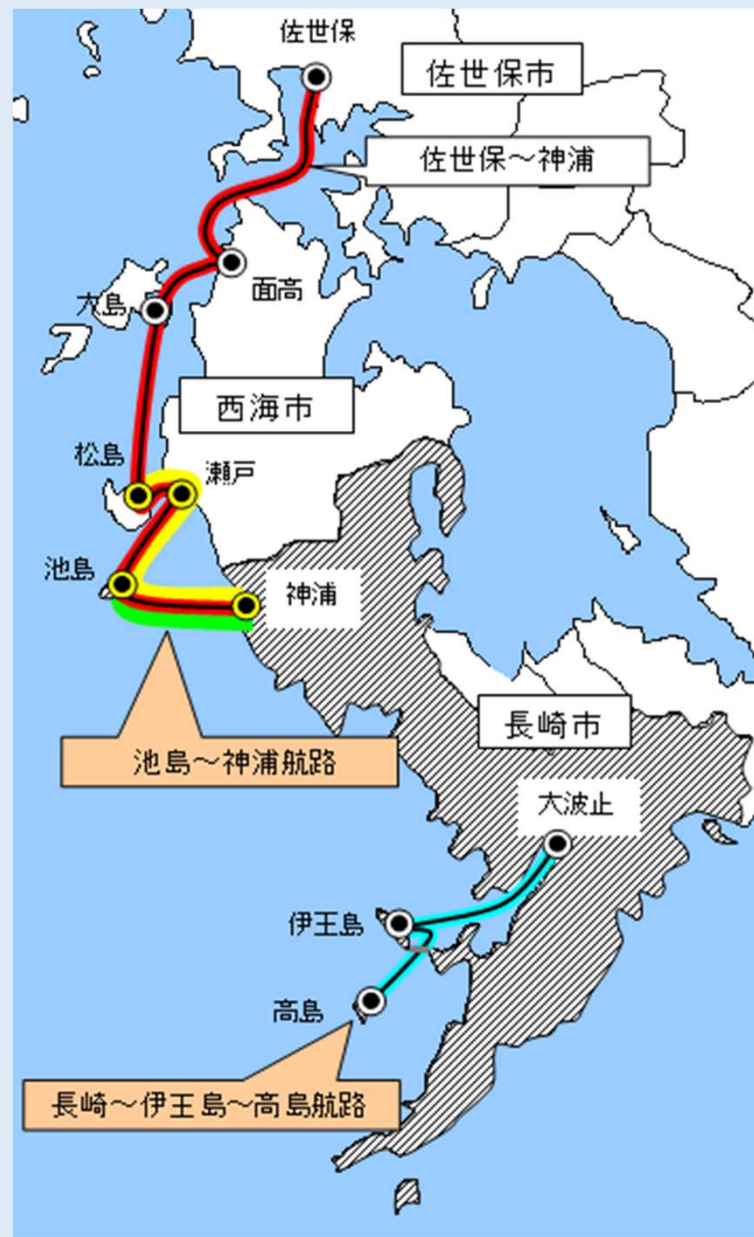 佐世保
佐世保市
佐世保～神浦
面高
大島
西海市
松島
瀬戸
池島
神浦
長崎市
池島～神浦航路
大波止
伊王島
高島
長崎～伊王島～高島航路